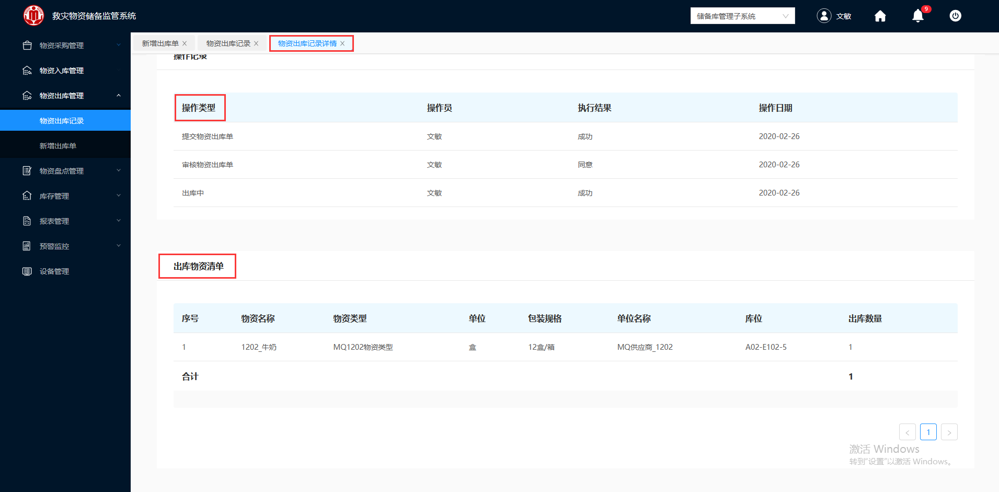 救灾物资储备监管系统
储备库管理子系统
文敏
9
物资采购管理
物资入库管理
物资出库管理
物资出库记录
新增出库单
物资盘点管理
库存管理
报表管理
预警监控
设备管理
新增出库单 物资出库记录 物资出库记录详情
操作记录
操作类型 操作员 执行结果 操作日期
提交物资出库单 文敏 成功 2020-02-26
审核物资出库单 文敏 同意 2020-02-26
出库中 文敏 成功 2020-02-26
出库物资清单
序号 物资名称 物资类型 单位 包装规格 单位名称 库位 出库数量
1 1202_牛奶 MQ1202物资类型 盒 12盒/箱 MQ供应商_1202 A02-E102-5 1
合计 1
< 1 >
激活 Windows
转到"设置"以激活 Windows。